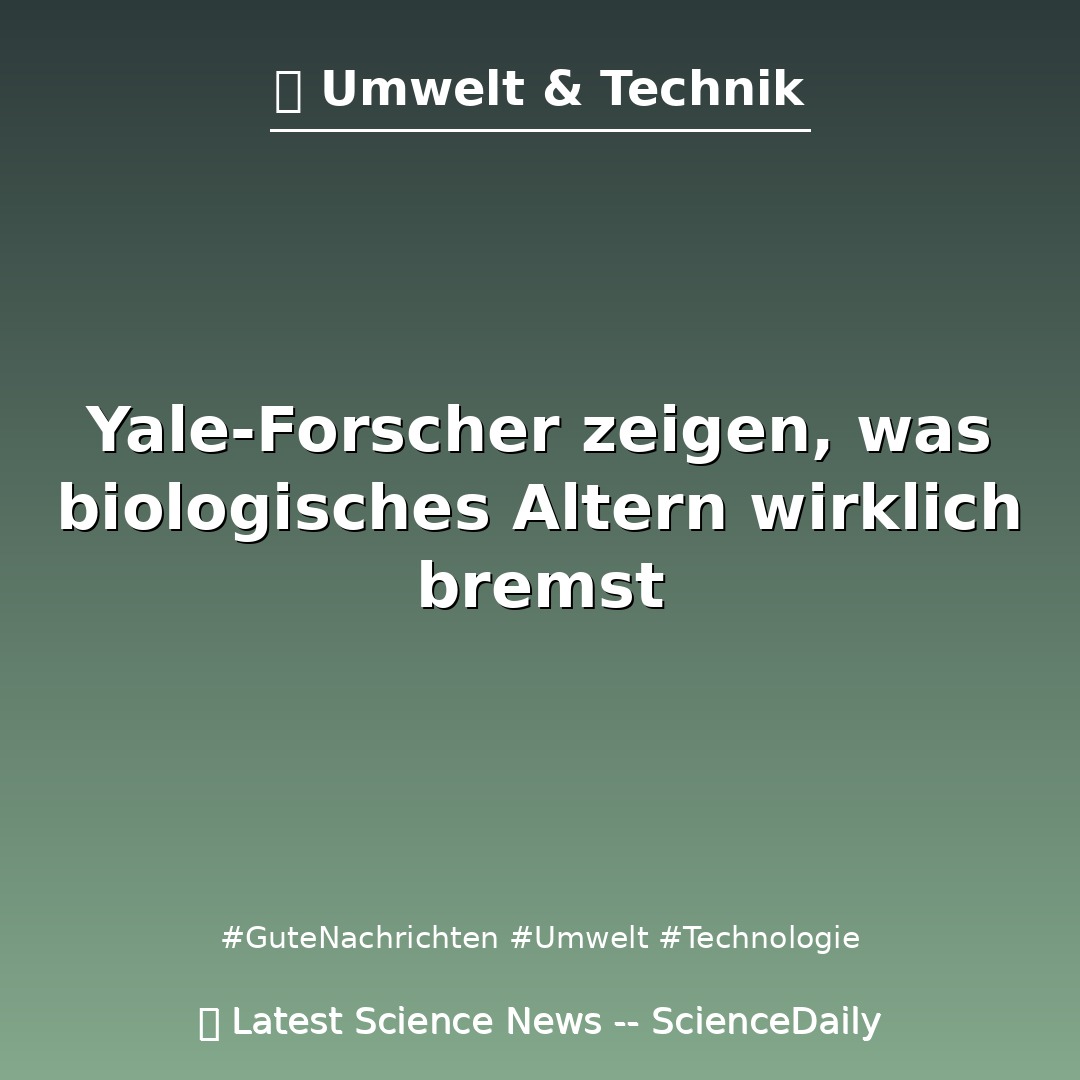 Umwelt & Technik
Yale-Forscher zeigen, was
biologisches Altern wirklich
bremst
#GuteNachrichten #Umwelt #Technologie
Latest Science News -- ScienceDaily